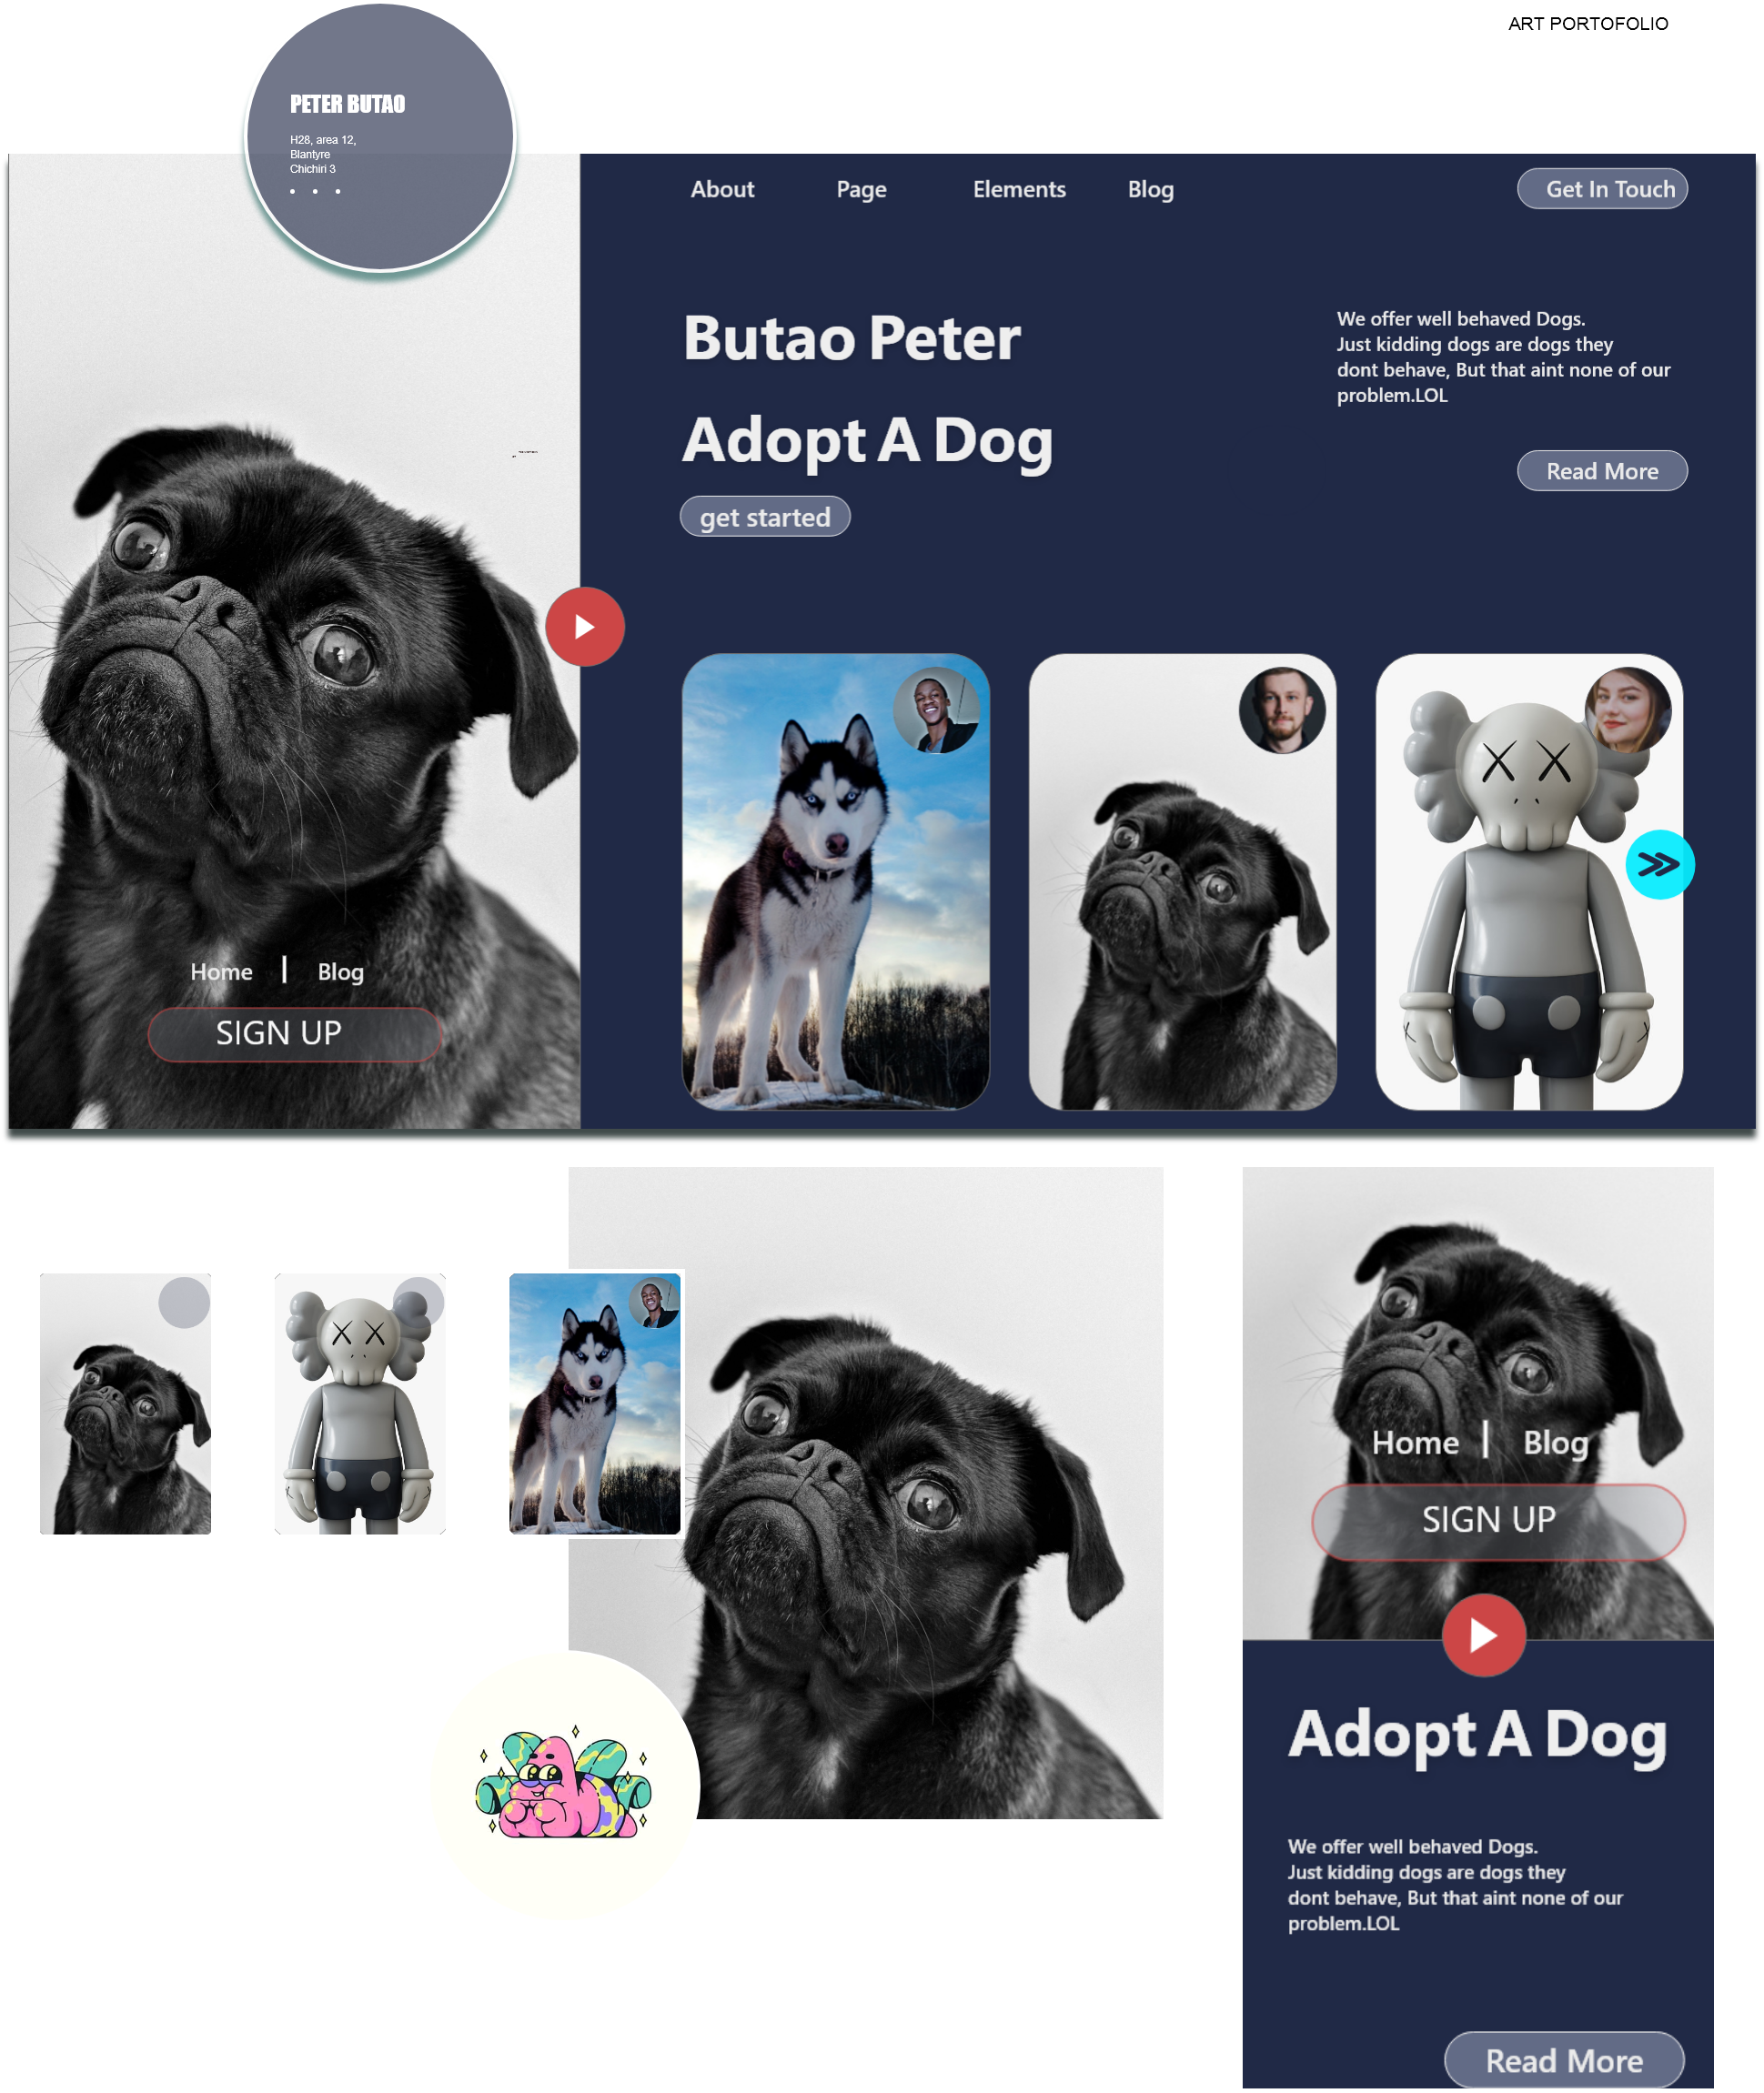 ART PORTOFOLIO
PETER BUTAO
H28, area 12,
Blantyre
Chichiri 3
About Page Elements Blog Get In Touch
Butao Peter
Adopt A Dog
get started
We offer well behaved Dogs.
Just kidding dogs are dogs they
dont behave, But that aint none of our
problem.LOL
Read More
Home | Blog
SIGN UP
Home | Blog
SIGN UP
Adopt A Dog
We offer well behaved Dogs.
Just kidding dogs are dogs they
dont behave, But that aint none of our
problem.LOL
Read More